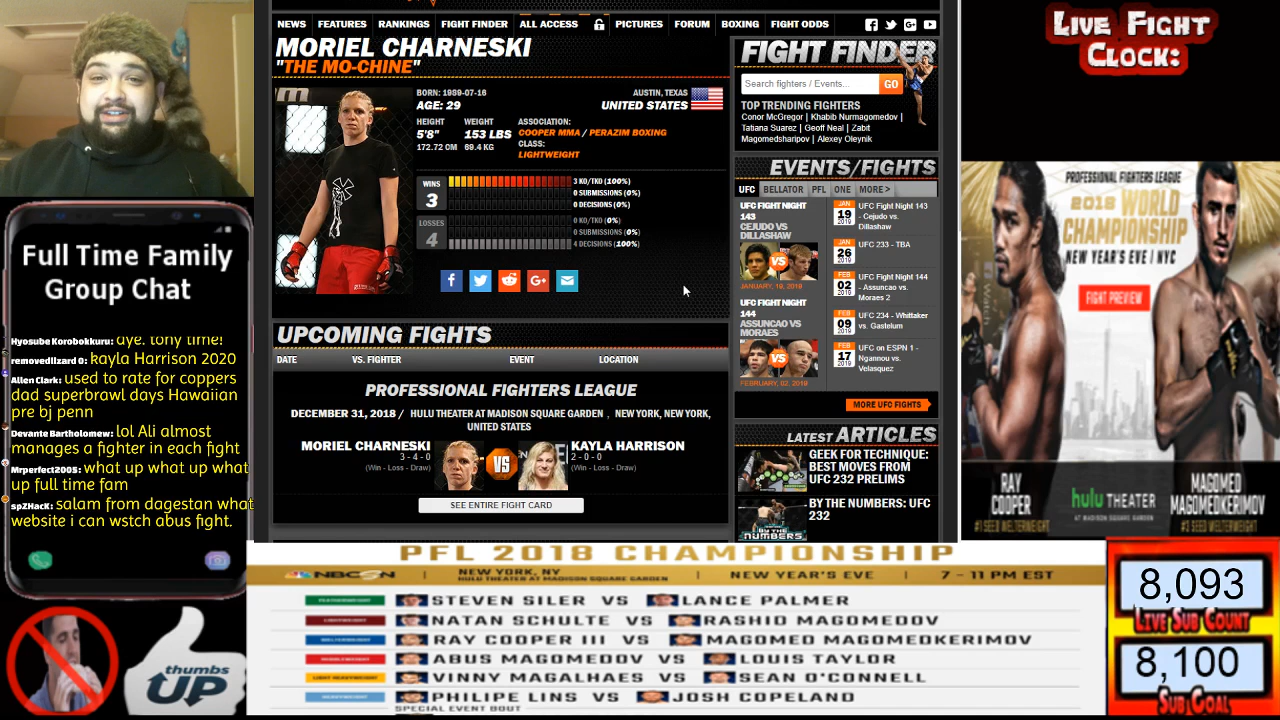 NEWS FEATURES RANKINGS FIGHT FINDER ALL ACCESS PICTURES FORUM BOXING FIGHT ODDS
MORIEL CHARNESKI
"THE MO-CHINE"
BORN: 1989-07-16
AGE: 29
AUSTIN, TEXAS
UNITED STATES
HEIGHT
5'8"
172.72 CM
WEIGHT
153 LBS
69.4 KG
ASSOCIATION:
COOPER MMA / PERAZIM BOXING
CLASS:
LIGHTWEIGHT
WINS
3
3 KO/TKO (100%)
0 SUBMISSIONS (0%)
0 DECISIONS (0%)
LOSSES
4
0 KO/TKO (0%)
0 SUBMISSIONS (0%)
4 DECISIONS (100%)
UPCOMING FIGHTS
DATE VS. FIGHTER EVENT LOCATION
PROFESSIONAL FIGHTERS LEAGUE
DECEMBER 31, 2018 / HULU THEATER AT MADISON SQUARE GARDEN , NEW YORK, NEW YORK,
UNITED STATES
MORIEL CHARNESKI
3 - 4 - 0
(Win - Loss - Draw)
VS
KAYLA HARRISON
2 - 0 - 0
(Win - Loss - Draw)
SEE ENTIRE FIGHT CARD
FIGHT FINDER
Search fighters / Events...
GO
TOP TRENDING FIGHTERS
Conor McGregor | Khabib Nurmagomedov |
Tatiana Suarez | Geoff Neal | Zabit
Magomedsharipov | Alexey Oleynik
EVENTS/FIGHTS
UFC BELLATOR PFL ONE MORE >
UFC FIGHT NIGHT
143
CEJUDO VS
DILLASHAW
VS
JANUARY, 19, 2019
UFC FIGHT NIGHT
144
ASSUNCAO VS
MORAES
VS
FEBRUARY, 02, 2019
JAN
19
2019
UFC Fight Night 143
- Cejudo vs.
Dillashaw
JAN
26
2019
UFC 233 - TBA
FEB
02
2019
UFC Fight Night 144
- Assuncao vs.
Moraes 2
FEB
09
2019
UFC 234 - Whittaker
vs. Gastelum
FEB
17
2019
UFC on ESPN 1 -
Ngannou vs.
Velasquez
MORE UFC FIGHTS
LATEST ARTICLES
GEEK FOR TECHNIQUE:
BEST MOVES FROM
UFC 232 PRELIMS
BY THE NUMBERS: UFC
232
BY THE
NUMBERS
LIVE FIGHT
CLOCK:
PROFESSIONAL FIGHTERS LEAGUE
2018 WORLD
CHAMPIONSHIP
NEW YEAR'S EVE / NYC
FIGHT PREVIEW
RAY
COOPER
#1 SEED WELTERWEIGHT
hulu THEATER
AT MADISON SQUARE GARDEN
MAGOMED
MAGOMEDKERIMOV
#3 SEED WELTERWEIGHT
Full Time Family
Group Chat
Hyosube Korobokkuru: aye. tony time!
removedlizard 0: kayla Harrison 2020
Allen Clark: used to rate for coppers
dad superbrawl days Hawaiian
pre bj penn
Devante Bartholomew: lol Ali almost
manages a fighter in each fight
Mrperfect2005: what up what up what
up full time fam
spZHacK: salam from dagestan what
website i can wstch abus fight.
thumbs
UP
PFL 2018 CHAMPIONSHIP
NBCSN | NEW YORK, NY | NEW YEAR'S EVE | 7 - 11 PM EST
HULU THEATER AT MADISON SQUARE GARDEN
STEVEN SILER VS LANCE PALMER
NATAN SCHULTE VS RASHID MAGOMEDOV
RAY COOPER III VS MAGOMED MAGOMEDKERIMOV
ABUS MAGOMEDOV VS LOUIS TAYLOR
LIGHT HEAVYWEIGHT VINNY MAGALHAES VS SEAN O'CONNELL
PHILIPE LINS VS JOSH COPELAND
SPECIAL EVENT BOUT
8,093
LIVE SUB COUNT
8,100
SUB GOAL